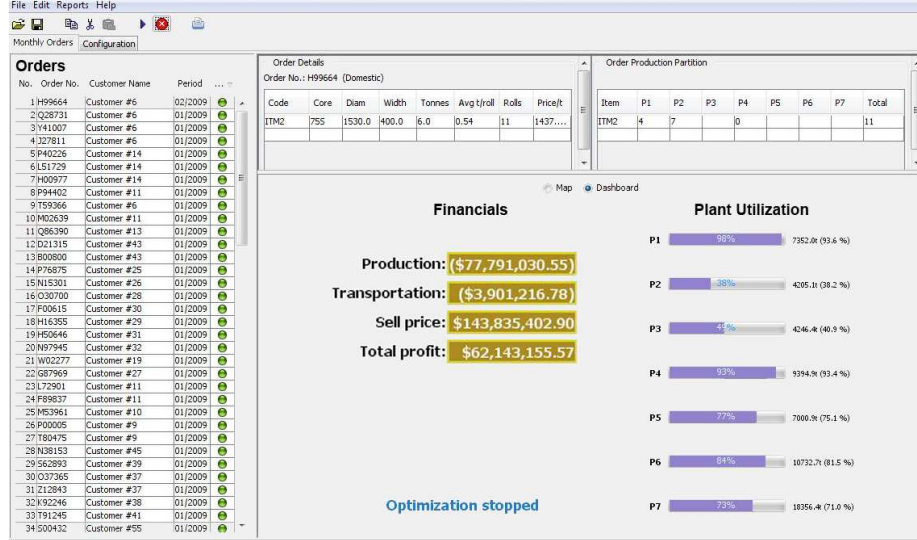 File Edit Reports Help
Monthly Orders Configuration
Orders
No. Order No. Customer Name Period ...
1 H99664 Customer #6 02/2009
2 Q28731 Customer #6 01/2009
3 Y41007 Customer #6 01/2009
4 J27811 Customer #6 01/2009
5 P40226 Customer #14 01/2009
6 L51729 Customer #14 01/2009
7 H00977 Customer #14 01/2009
8 P94402 Customer #11 01/2009
9 T59366 Customer #6 01/2009
10 M02639 Customer #11 01/2009
11 Q86390 Customer #13 01/2009
12 D21315 Customer #43 01/2009
13 B00800 Customer #43 01/2009
14 P76875 Customer #25 01/2009
15 N15301 Customer #26 01/2009
16 O30700 Customer #28 01/2009
17 F00615 Customer #30 01/2009
18 H16355 Customer #29 01/2009
19 H50646 Customer #31 01/2009
20 N97945 Customer #32 01/2009
21 W02277 Customer #19 01/2009
22 G87969 Customer #27 01/2009
23 L72901 Customer #11 01/2009
24 F89837 Customer #11 01/2009
25 M53961 Customer #10 01/2009
26 P00005 Customer #9 01/2009
27 T80475 Customer #9 01/2009
28 N38153 Customer #45 01/2009
29 S62893 Customer #39 01/2009
30 O37365 Customer #37 01/2009
31 Z12843 Customer #37 01/2009
32 K92246 Customer #38 01/2009
33 T91245 Customer #41 01/2009
34 S00432 Customer #55 01/2009
Order Details
Order No.: H99664 (Domestic)
Code Core Diam Width Tonnes Avg t/roll Rolls Price/t
ITM2 75S 1530.0 400.0 6.0 0.54 11 1437....
Order Production Partition
Item P1 P2 P3 P4 P5 P6 P7 Total
ITM2 4 7 0 11
Map Dashboard
Financials
Production: ($77,791,030.55)
Transportation: ($3,901,216.78)
Sell price: $143,835,402.90
Total profit: $62,143,155.57
Optimization stopped
Plant Utilization
P1 98% 7352.0t (93.6 %)
P2 38% 4205.1t (38.2 %)
P3 45% 4246.4t (40.9 %)
P4 93% 9394.9t (93.4 %)
P5 77% 7000.9t (75.1 %)
P6 84% 10732.7t (81.5 %)
P7 73% 18356.4t (71.0 %)